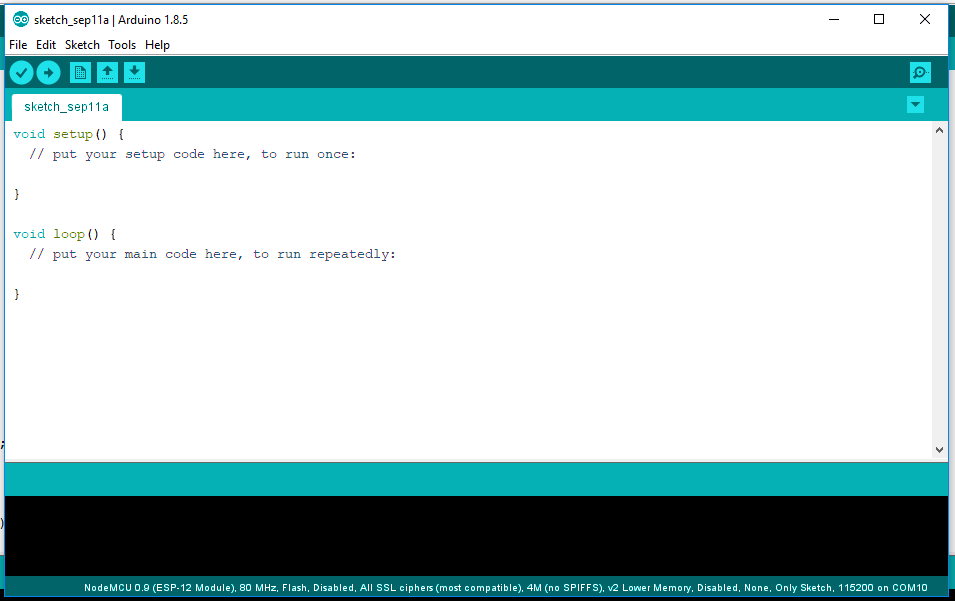 sketch_sep11a | Arduino 1.8.5
File Edit Sketch Tools Help
sketch_sep11a
void setup() {
  // put your setup code here, to run once:
}
void loop() {
  // put your main code here, to run repeatedly:
}
;
)
NodeMCU 0.9 (ESP-12 Module), 80 MHz, Flash, Disabled, All SSL ciphers (most compatible), 4M (no SPIFFS), v2 Lower Memory, Disabled, None, Only Sketch, 115200 on COM10